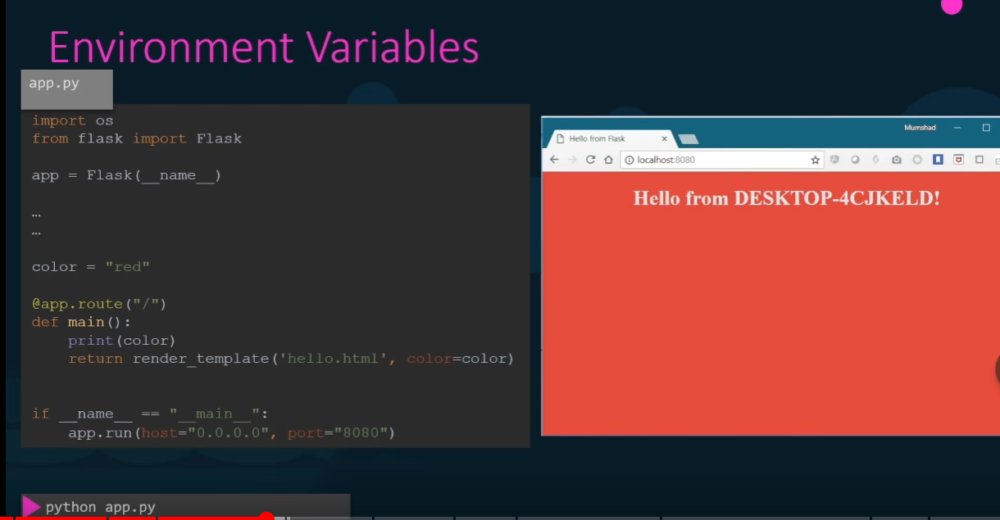 Environment Variables
app.py
import os
from flask import Flask
app = Flask(__name__)
…
…
color = "red"
@app.route("/")
def main():
    print(color)
    return render_template('hello.html', color=color)
if __name__ == "__main__":
    app.run(host="0.0.0.0", port="8080")
python app.py
Mumshad
Hello from Flask
localhost:8080
Hello from DESKTOP-4CJKELD!